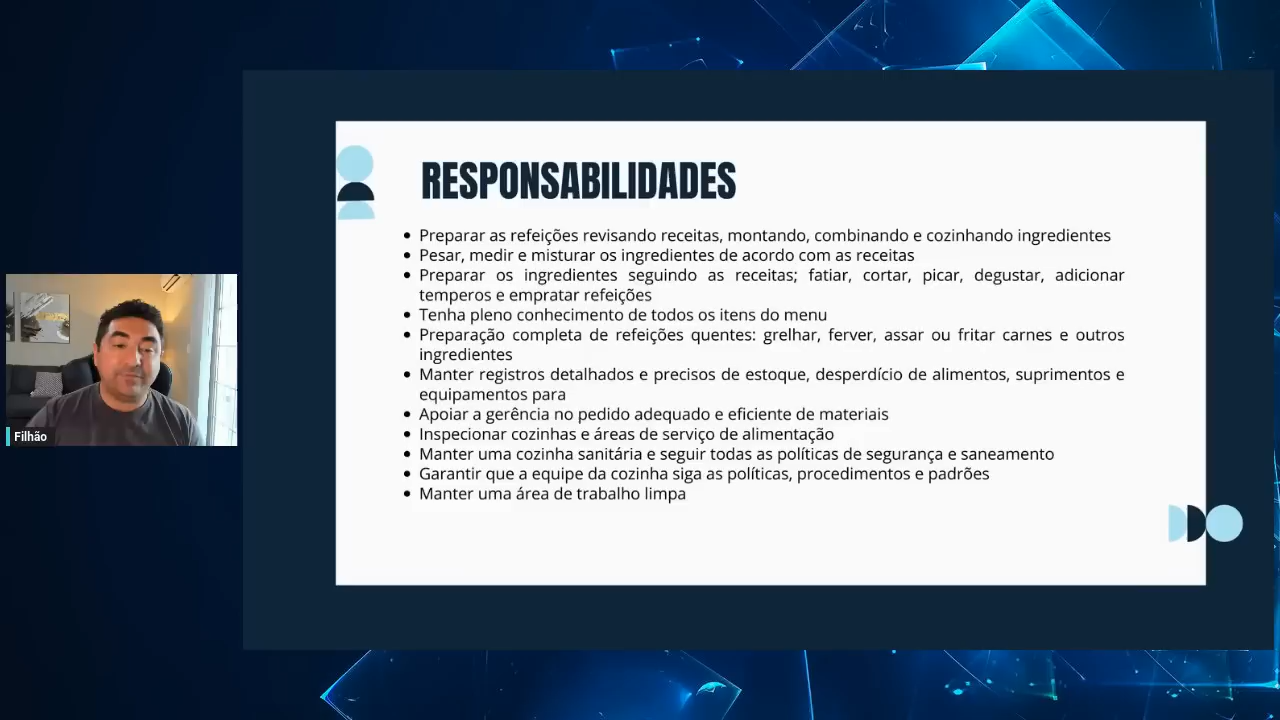 RESPONSABILIDADES
Preparar as refeições revisando receitas, montando, combinando e cozinhando ingredientes
Pesar, medir e misturar os ingredientes de acordo com as receitas
Preparar os ingredientes seguindo as receitas; fatiar, cortar, picar, degustar, adicionar
temperos e empratar refeições
Tenha pleno conhecimento de todos os itens do menu
Preparação completa de refeições quentes: grelhar, ferver, assar ou fritar carnes e outros
ingredientes
Manter registros detalhados e precisos de estoque, desperdício de alimentos, suprimentos e
equipamentos para
Apoiar a gerência no pedido adequado e eficiente de materiais
Inspecionar cozinhas e áreas de serviço de alimentação
Manter uma cozinha sanitária e seguir todas as políticas de segurança e saneamento
Garantir que a equipe da cozinha siga as políticas, procedimentos e padrões
Manter uma área de trabalho limpa
Filhão